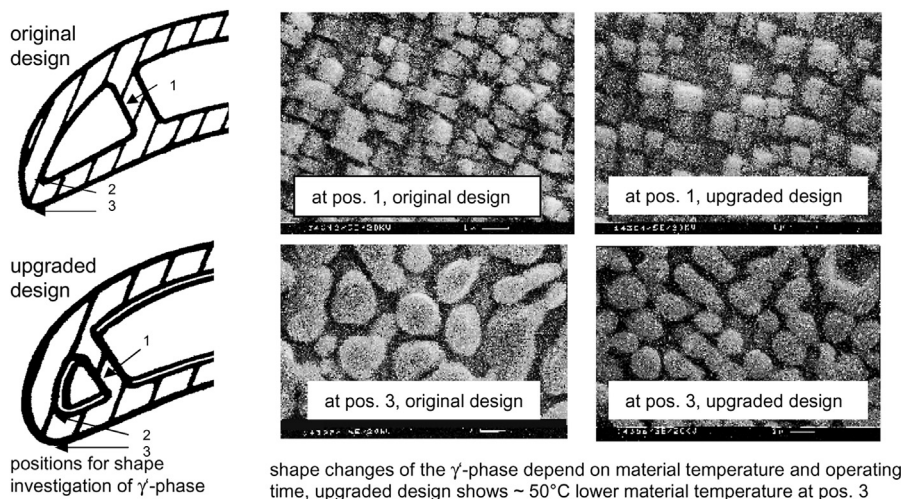 original
design
1
2
3
upgraded
design
1
2
3
positions for shape
investigation of γ'-phase
at pos. 1, original design
at pos. 1, upgraded design
at pos. 3, original design
at pos. 3, upgraded design
shape changes of the γ'-phase depend on material temperature and operating
time, upgraded design shows ~ 50°C lower material temperature at pos. 3